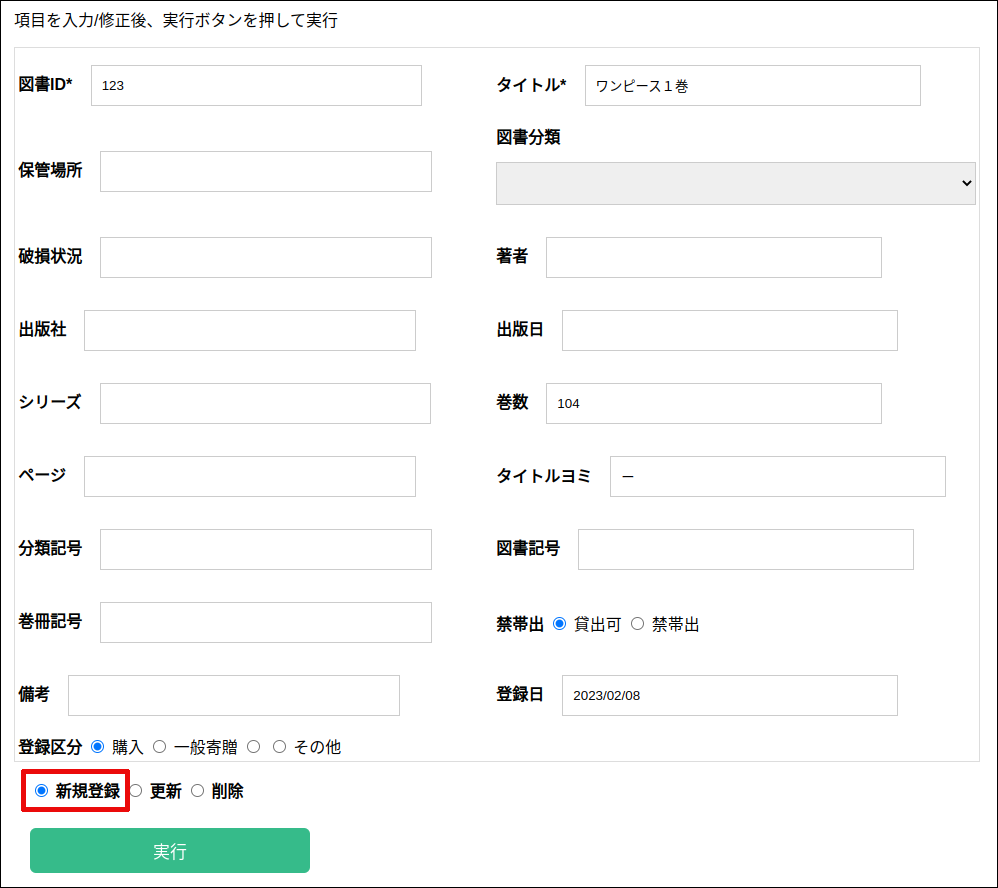 項目を入力/修正後、実行ボタンを押して実行
図書ID* 123 タイトル* ワンピース１巻
図書分類
保管場所
破損状況 著者
出版社 出版日
シリーズ 巻数 104
ページ タイトルヨミ ー
分類記号 図書記号
巻冊記号 禁帯出 貸出可 禁帯出
備考 登録日 2023/02/08
登録区分 購入 一般寄贈 その他
新規登録 更新 削除
実行